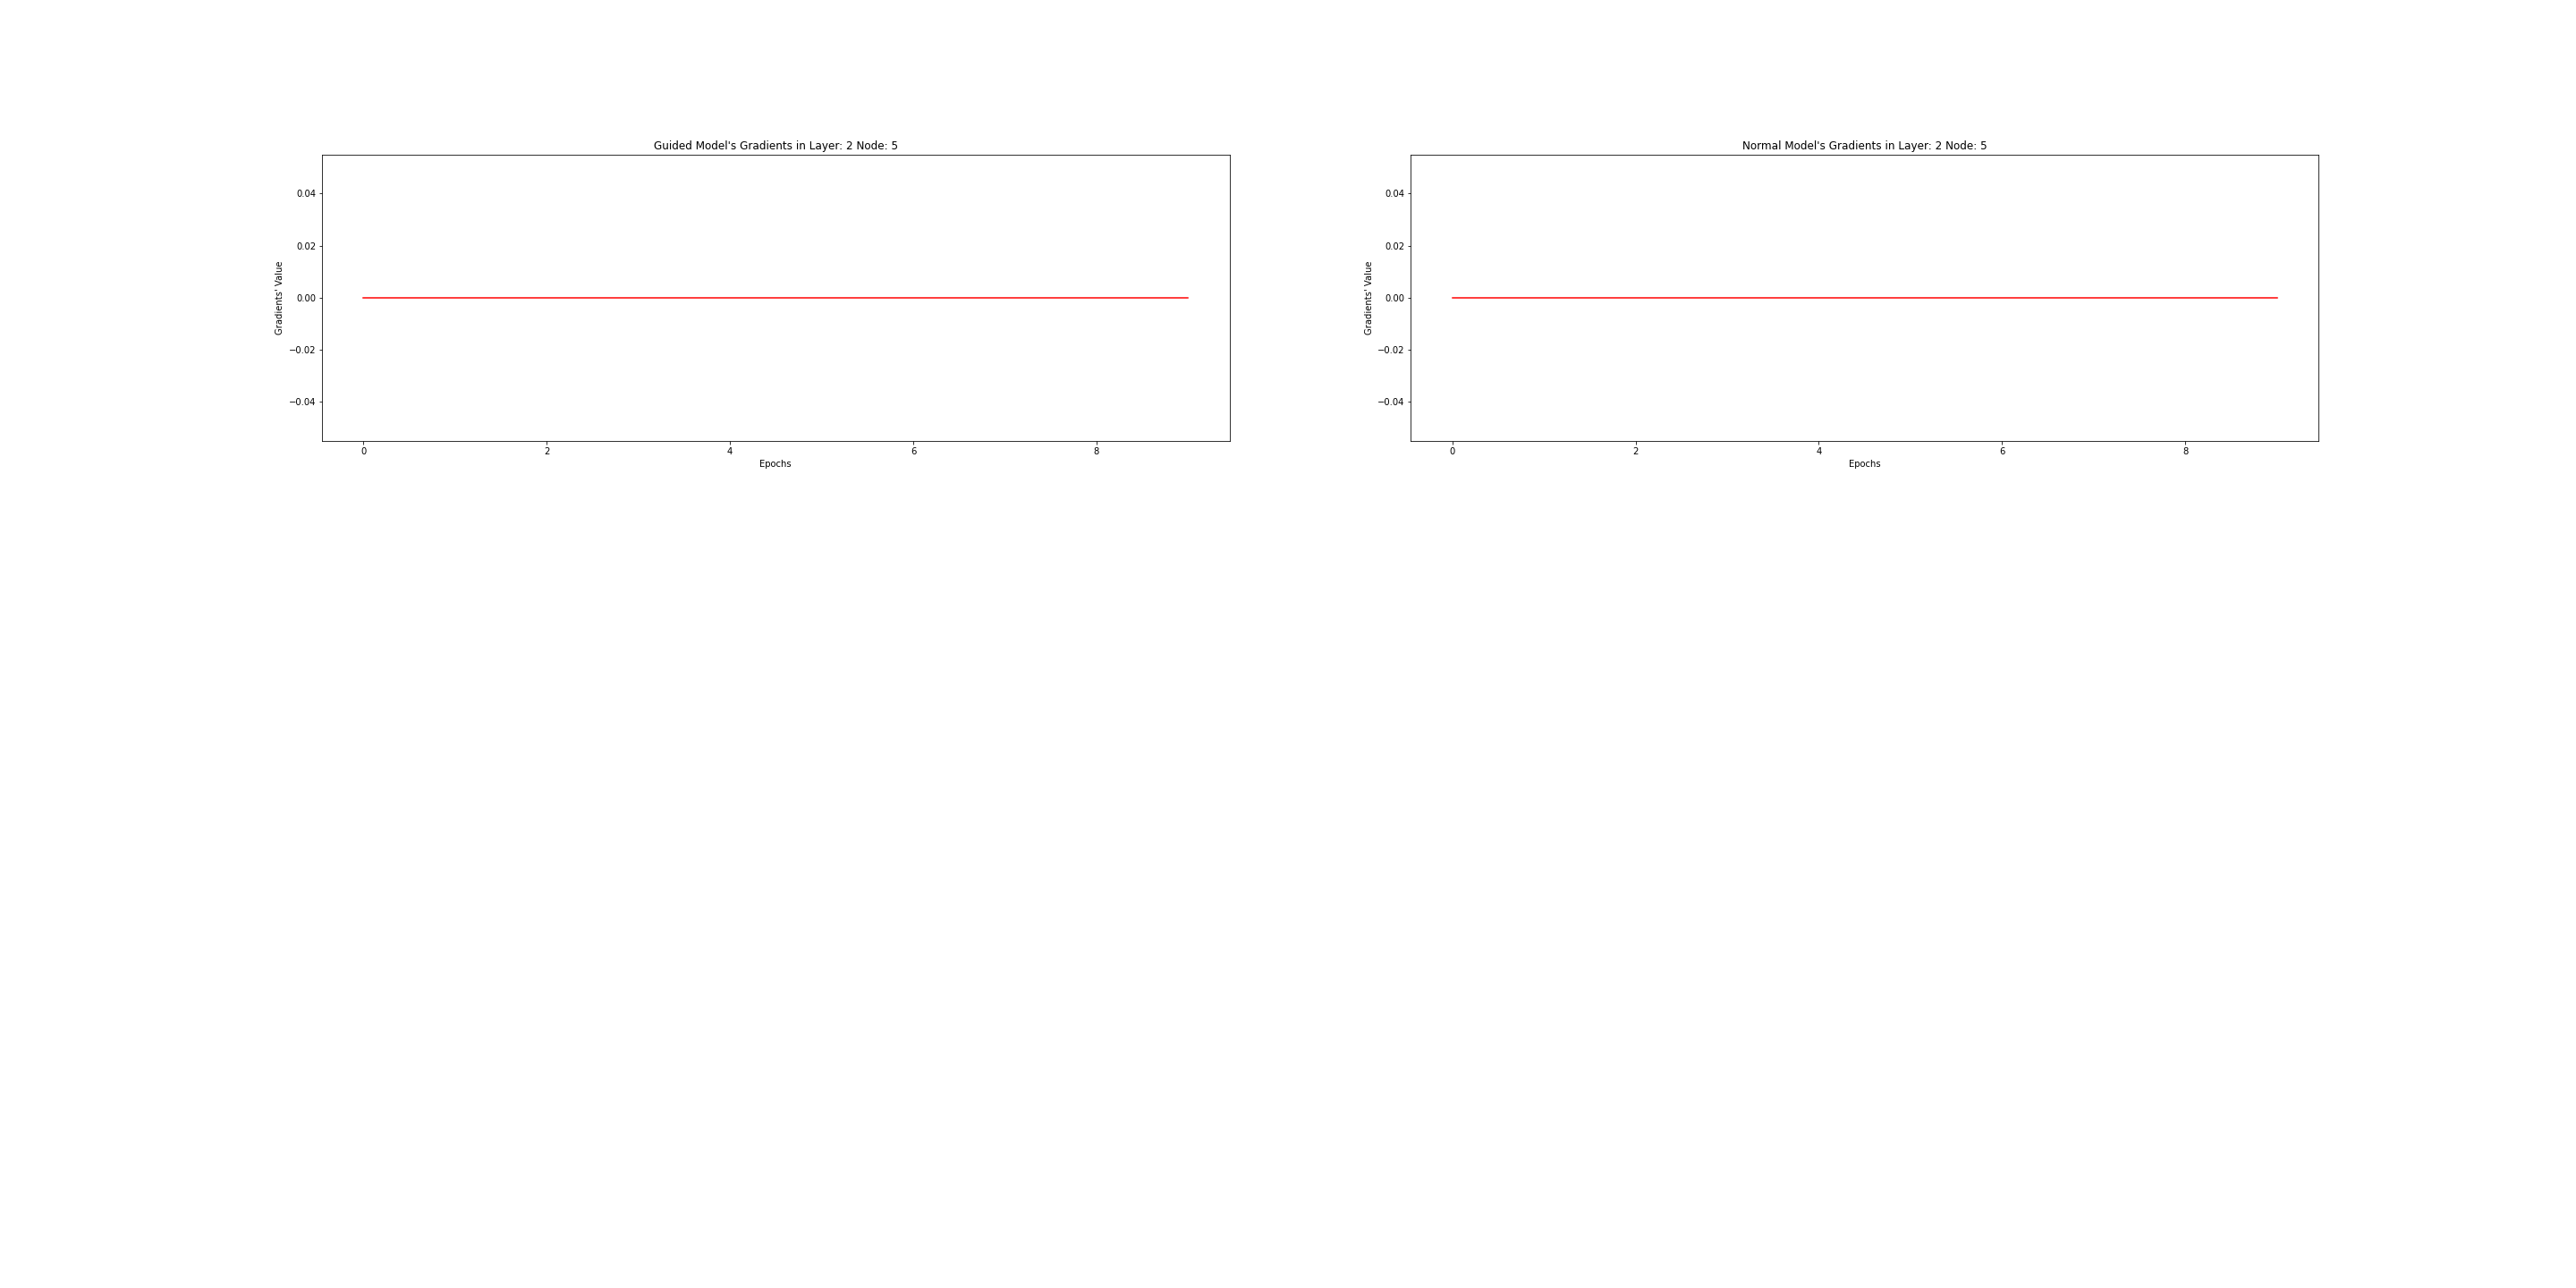 Guided Model's Gradients in Layer: 2 Node: 5
0.04
0.02
0.00
−0.02
−0.04
Gradients' Value
0 2 4 6 8
Epochs
Normal Model's Gradients in Layer: 2 Node: 5
0.04
0.02
0.00
−0.02
−0.04
Gradients' Value
0 2 4 6 8
Epochs